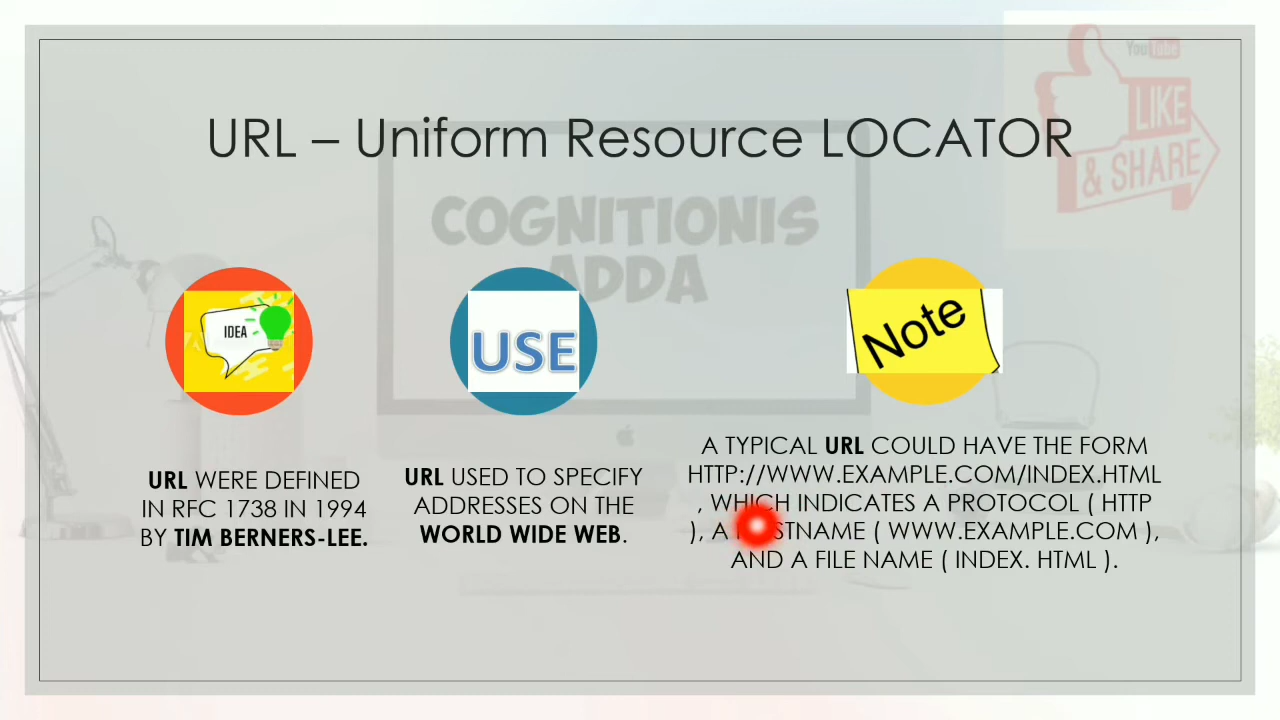 YouTube
LIKE
& SHARE
URL – Uniform Resource LOCATOR
COGNITIONIS
ADDA
IDEA
USE
Note
URL WERE DEFINED
IN RFC 1738 IN 1994
BY TIM BERNERS-LEE.
URL USED TO SPECIFY
ADDRESSES ON THE
WORLD WIDE WEB.
A TYPICAL URL COULD HAVE THE FORM
HTTP://WWW.EXAMPLE.COM/INDEX.HTML
, WHICH INDICATES A PROTOCOL ( HTTP
), A HOSTNAME ( WWW.EXAMPLE.COM ),
AND A FILE NAME ( INDEX. HTML ).